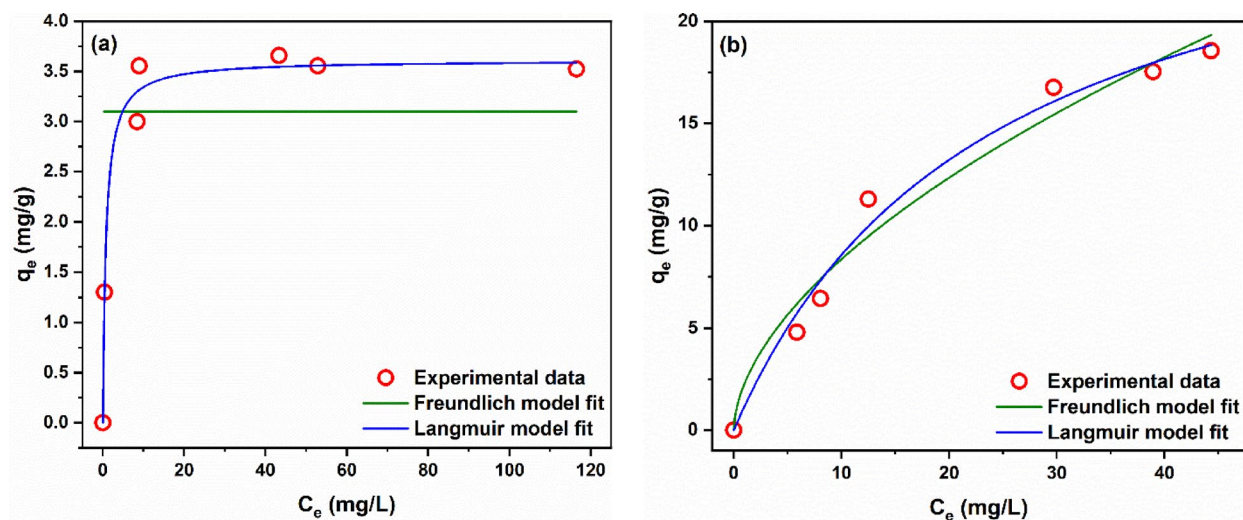 (a)
4.0
3.5
3.0
2.5
2.0
1.5
1.0
0.5
0.0
qe (mg/g)
Experimental data
Freundlich model fit
Langmuir model fit
0 20 40 60 80 100 120
Ce (mg/L)
(b)
20
15
10
5
0
qe (mg/g)
Experimental data
Freundlich model fit
Langmuir model fit
0 10 20 30 40
Ce (mg/L)